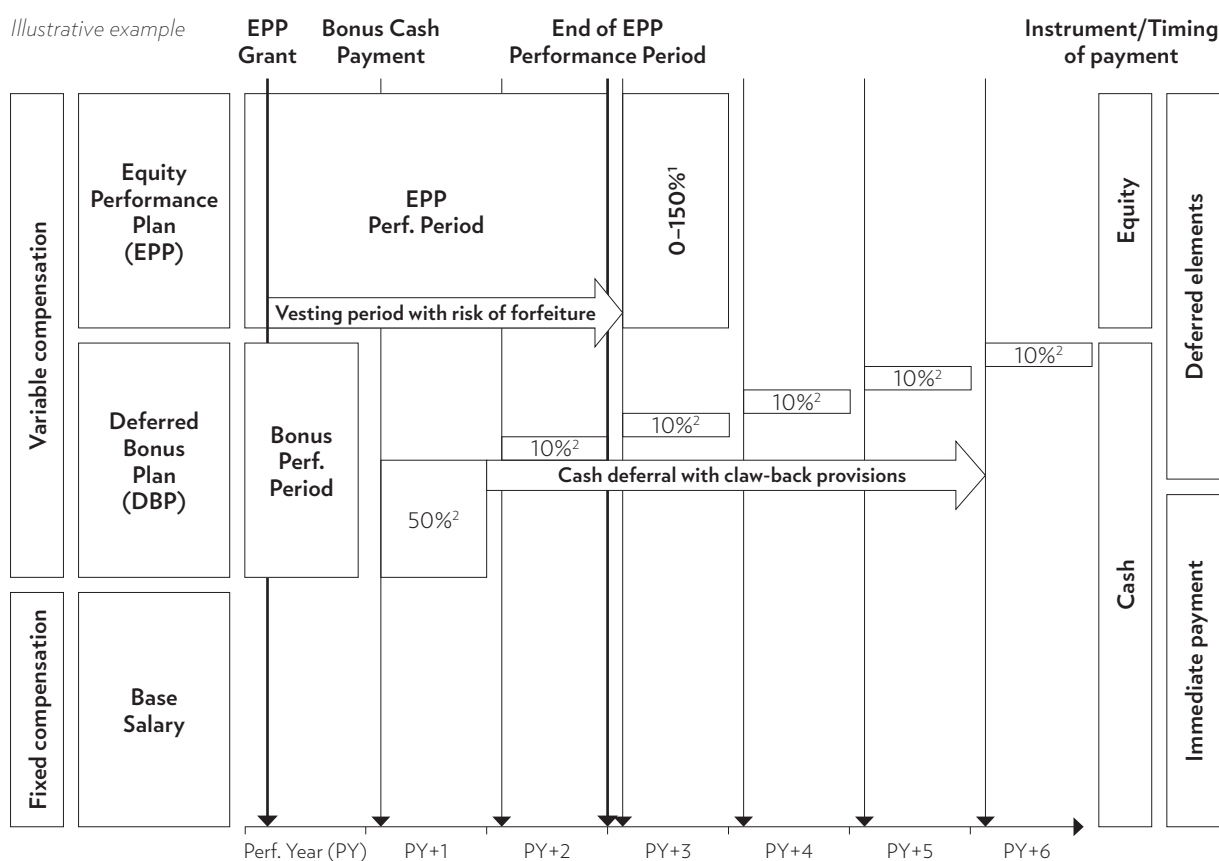 Illustrative example
EPP
Grant
Bonus Cash
Payment
End of EPP
Performance Period
Instrument/Timing
of payment
Variable compensation
Equity
Performance
Plan
(EPP)
EPP
Perf. Period
0–150%¹
Equity
Deferred elements
Vesting period with risk of forfeiture
Deferred
Bonus
Plan
(DBP)
Bonus
Perf.
Period
50%²
10%²
10%²
10%²
10%²
10%²
Cash deferral with claw-back provisions
Cash
Immediate payment
Fixed compensation
Base
Salary
Perf. Year (PY)
PY+1
PY+2
PY+3
PY+4
PY+5
PY+6